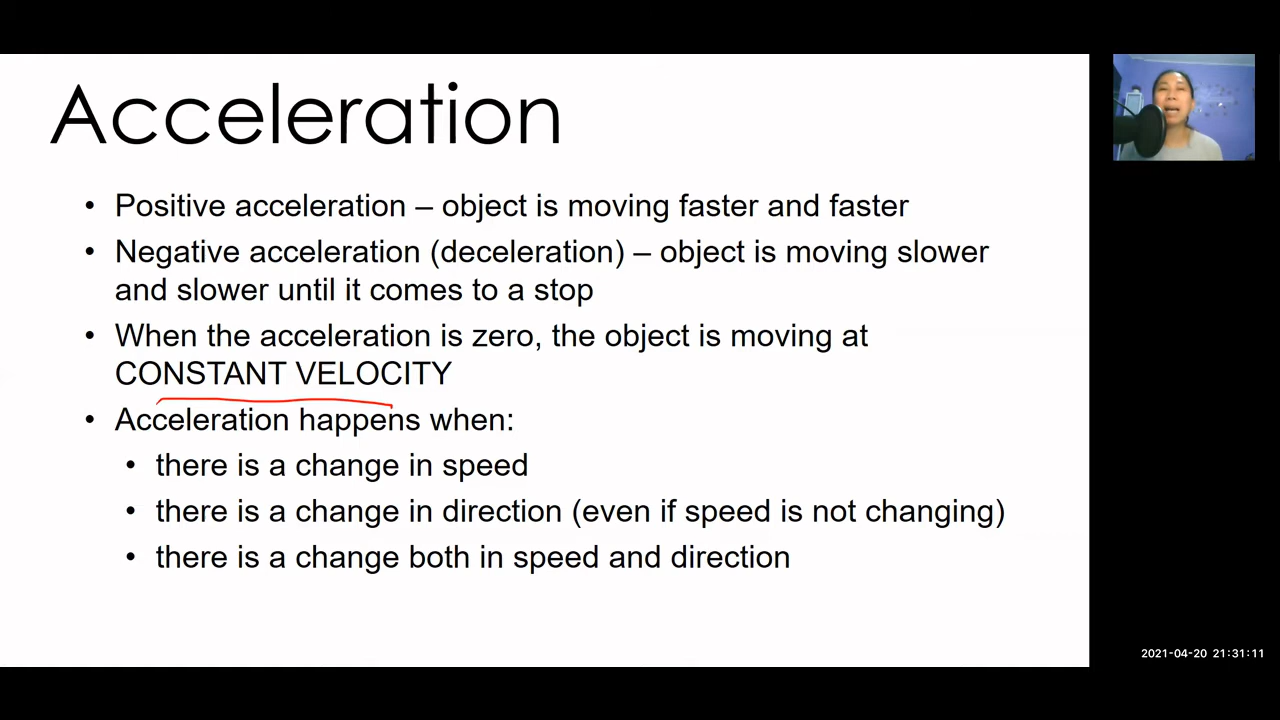 Acceleration
• Positive acceleration – object is moving faster and faster
• Negative acceleration (deceleration) – object is moving slower
and slower until it comes to a stop
• When the acceleration is zero, the object is moving at
CONSTANT VELOCITY
• Acceleration happens when:
• there is a change in speed
• there is a change in direction (even if speed is not changing)
• there is a change both in speed and direction
2021-04-20 21:31:11